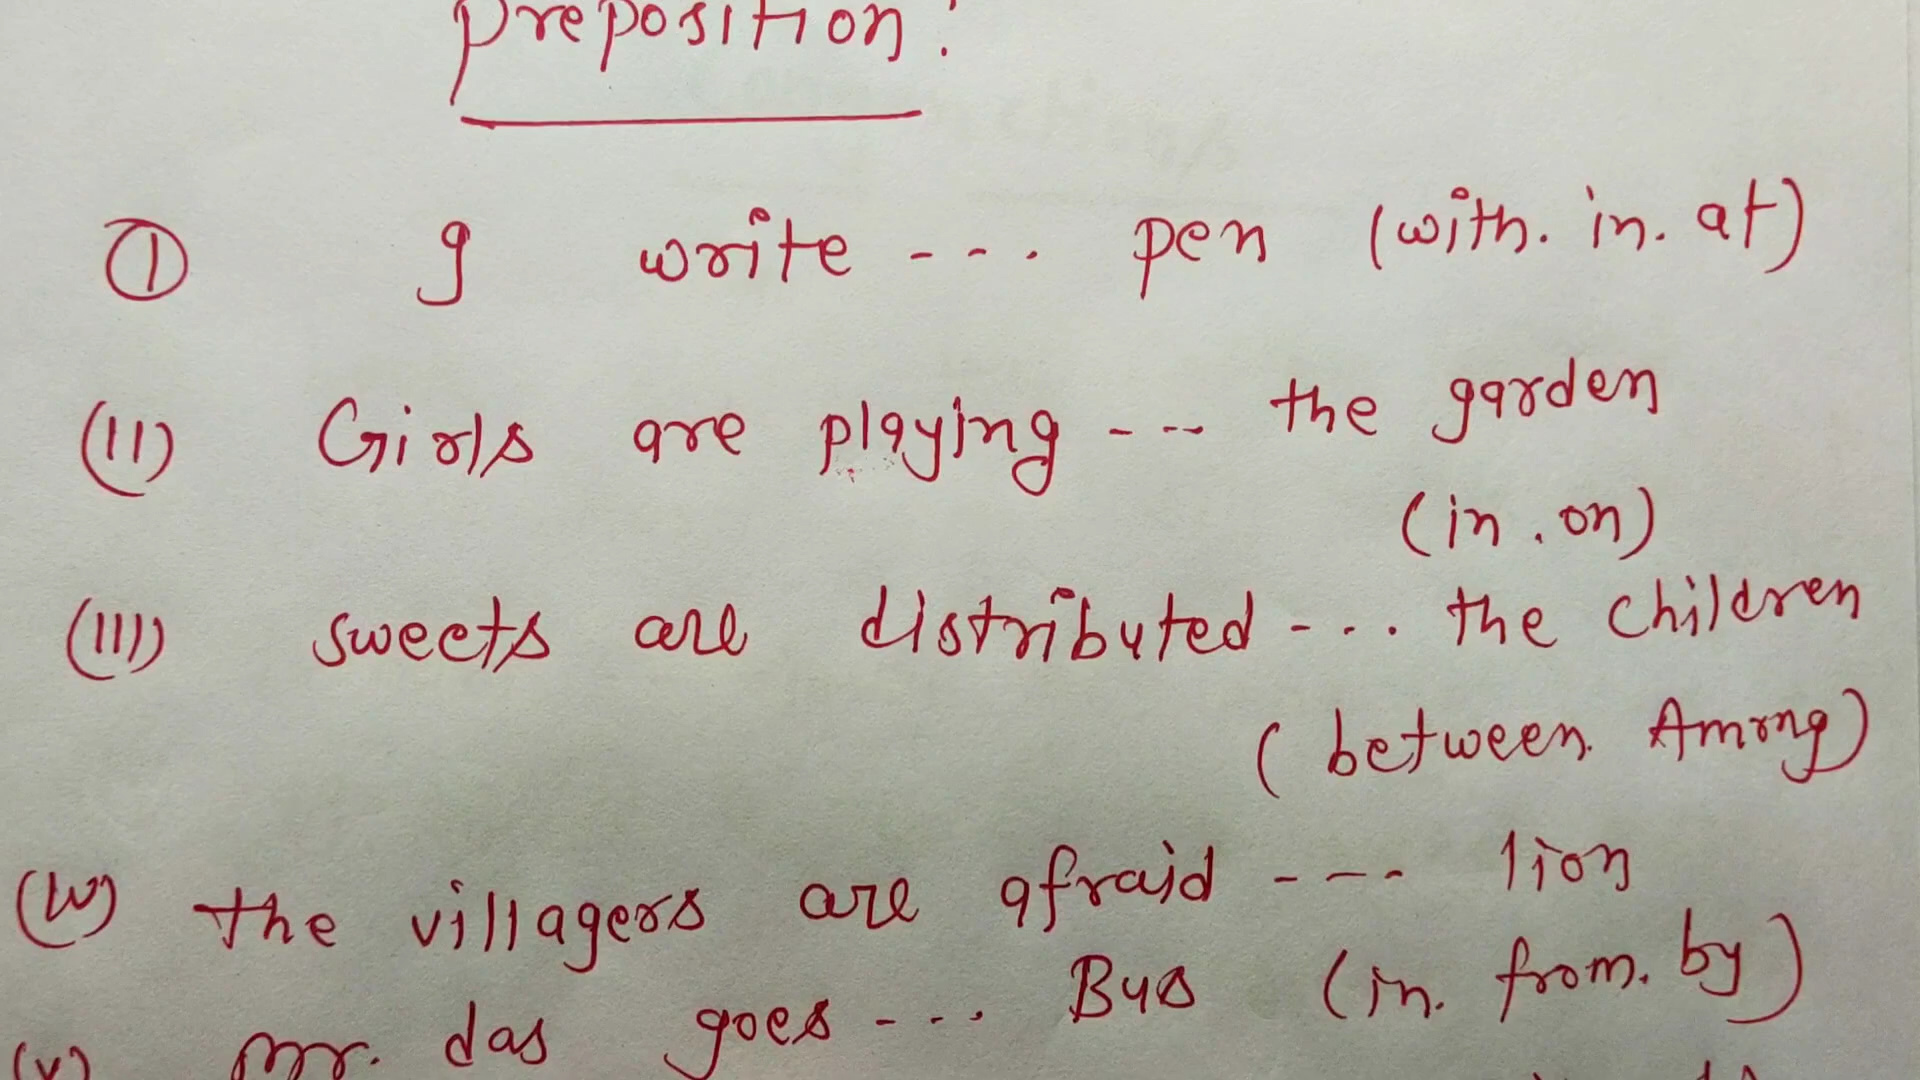 Preposition:
① I write --- pen (with. in. at)
(II) Girls are playing --- the garden
(in. on)
(III) sweets are distributed --- the children
(between. Among)
(IV) the villagers are afraid ---- lion
(in. from. by)
(V) Mr. das goes --- Bus